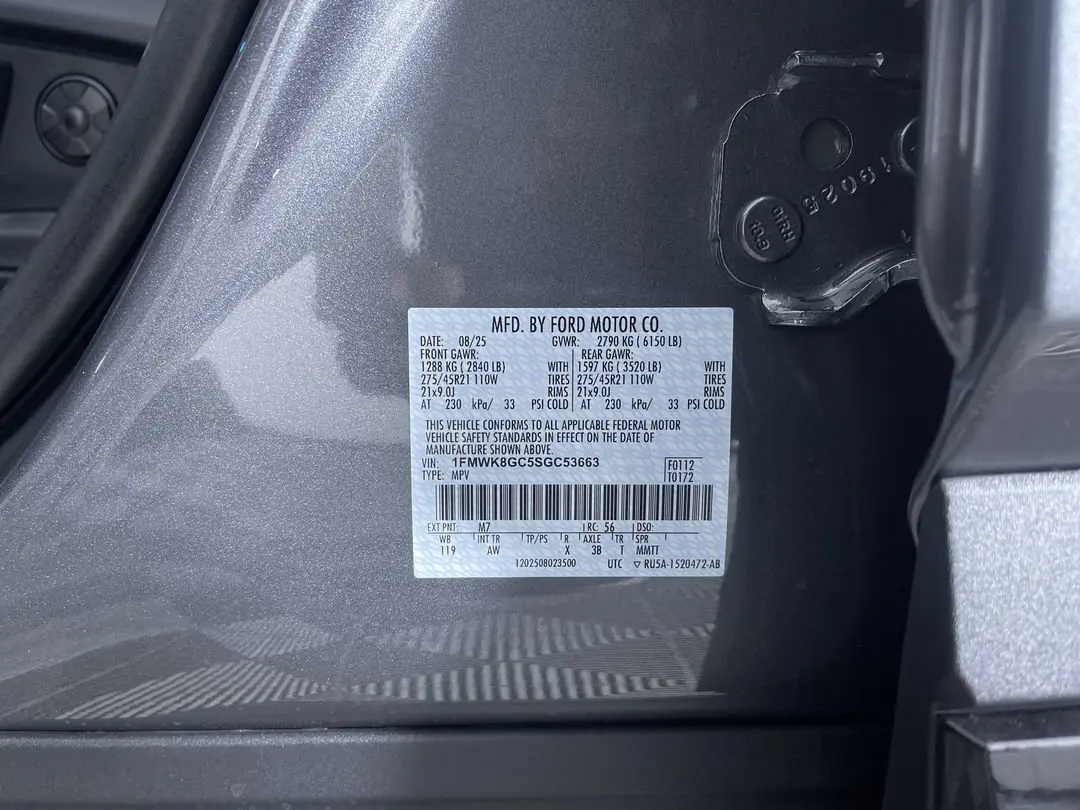 MFD. BY FORD MOTOR CO.
DATE: 08/25 GVWR: 2790 KG ( 6150 LB)
FRONT GAWR: REAR GAWR:
1288 KG ( 2840 LB) WITH 1597 KG ( 3520 LB) WITH
275/45R21 110W TIRES 275/45R21 110W TIRES
21x9.0J RIMS 21x9.0J RIMS
AT 230 kPa/ 33 PSI COLD AT 230 kPa/ 33 PSI COLD
THIS VEHICLE CONFORMS TO ALL APPLICABLE FEDERAL MOTOR
VEHICLE SAFETY STANDARDS IN EFFECT ON THE DATE OF
MANUFACTURE SHOWN ABOVE.
VIN: 1FMWK8GC5SGC53663 F0112
TYPE: MPV T0172
EXT PNT: M7 RC: 56 DSO:
WB INT TR TP/PS R AXLE TR SPR
119 AW X 3B T MMTT
1202508023500 UTC ▽ RU5A-1520472-AB
19025